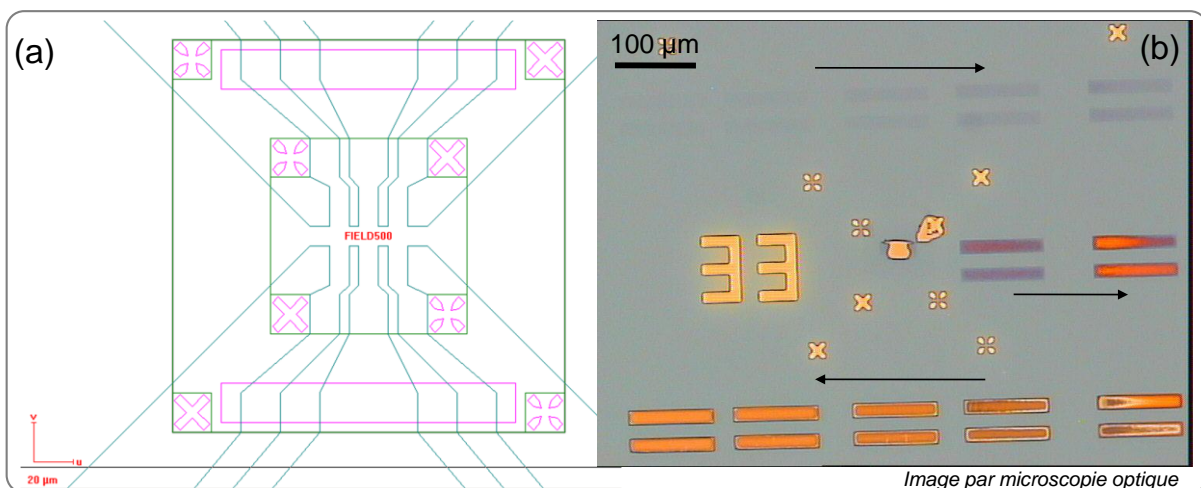 (a)
FIELD500
v
u
20 µm
100 µm
(b)
33
Image par microscopie optique